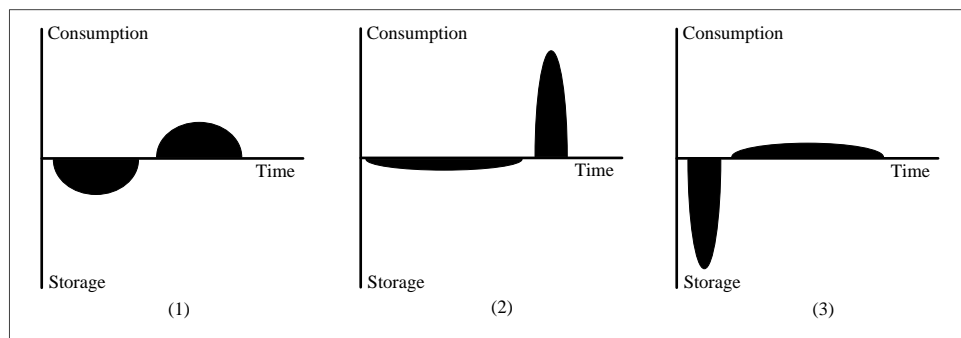 Consumption
Time
Storage
(1)
Consumption
Time
Storage
(2)
Consumption
Time
Storage
(3)